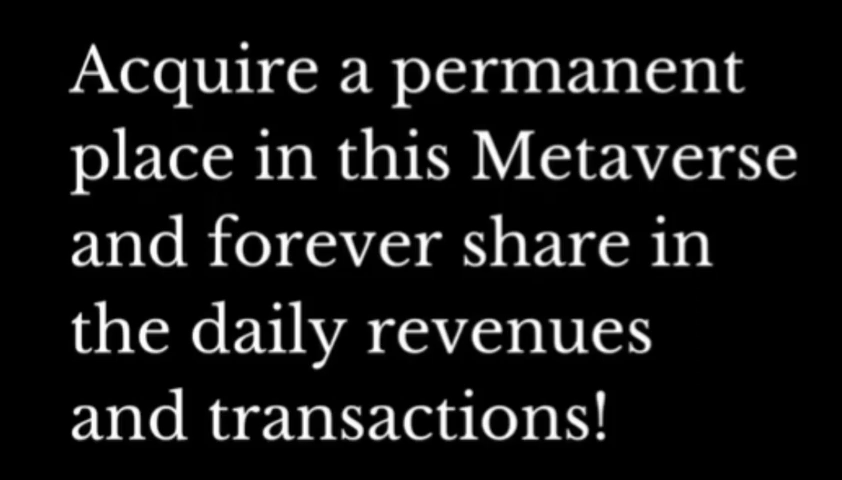 Acquire a permanent
place in this Metaverse
and forever share in
the daily revenues
and transactions!